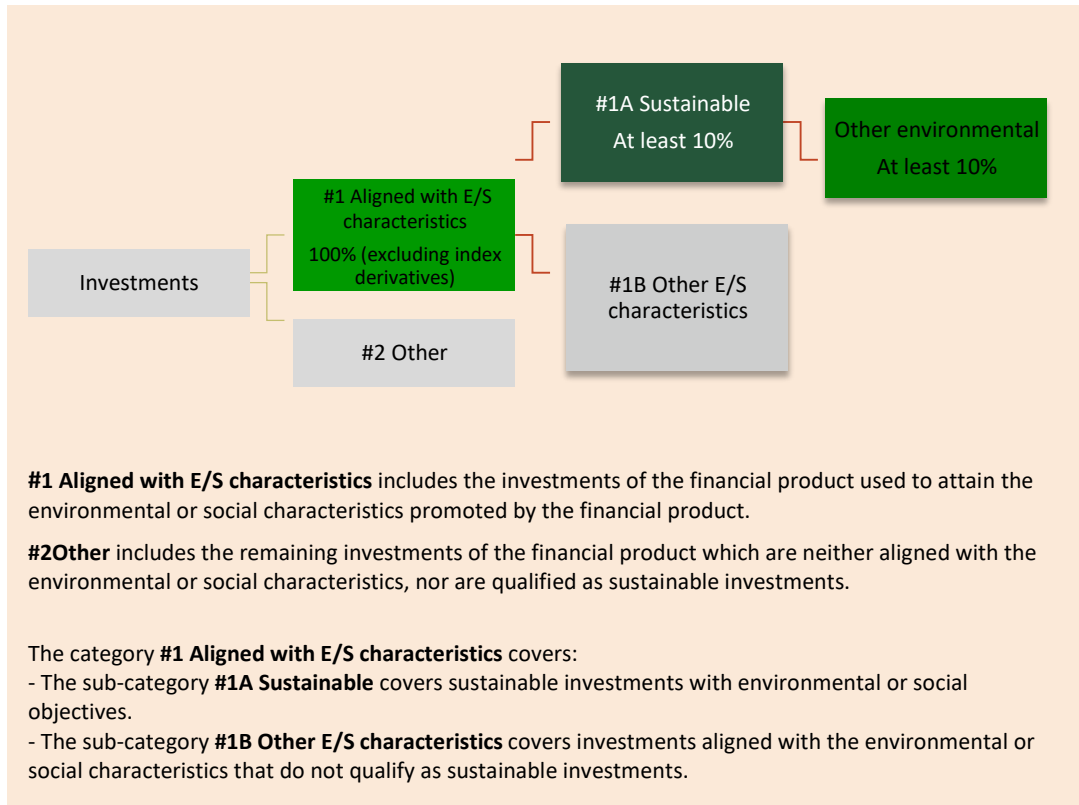 #1A Sustainable
At least 10%
Other environmental
At least 10%
#1 Aligned with E/S
characteristics
100% (excluding index
derivatives)
Investments
#1B Other E/S
characteristics
#2 Other
#1 Aligned with E/S characteristics includes the investments of the financial product used to attain the
environmental or social characteristics promoted by the financial product.
#2Other includes the remaining investments of the financial product which are neither aligned with the
environmental or social characteristics, nor are qualified as sustainable investments.
The category #1 Aligned with E/S characteristics covers:
- The sub-category #1A Sustainable covers sustainable investments with environmental or social
objectives.
- The sub-category #1B Other E/S characteristics covers investments aligned with the environmental or
social characteristics that do not qualify as sustainable investments.